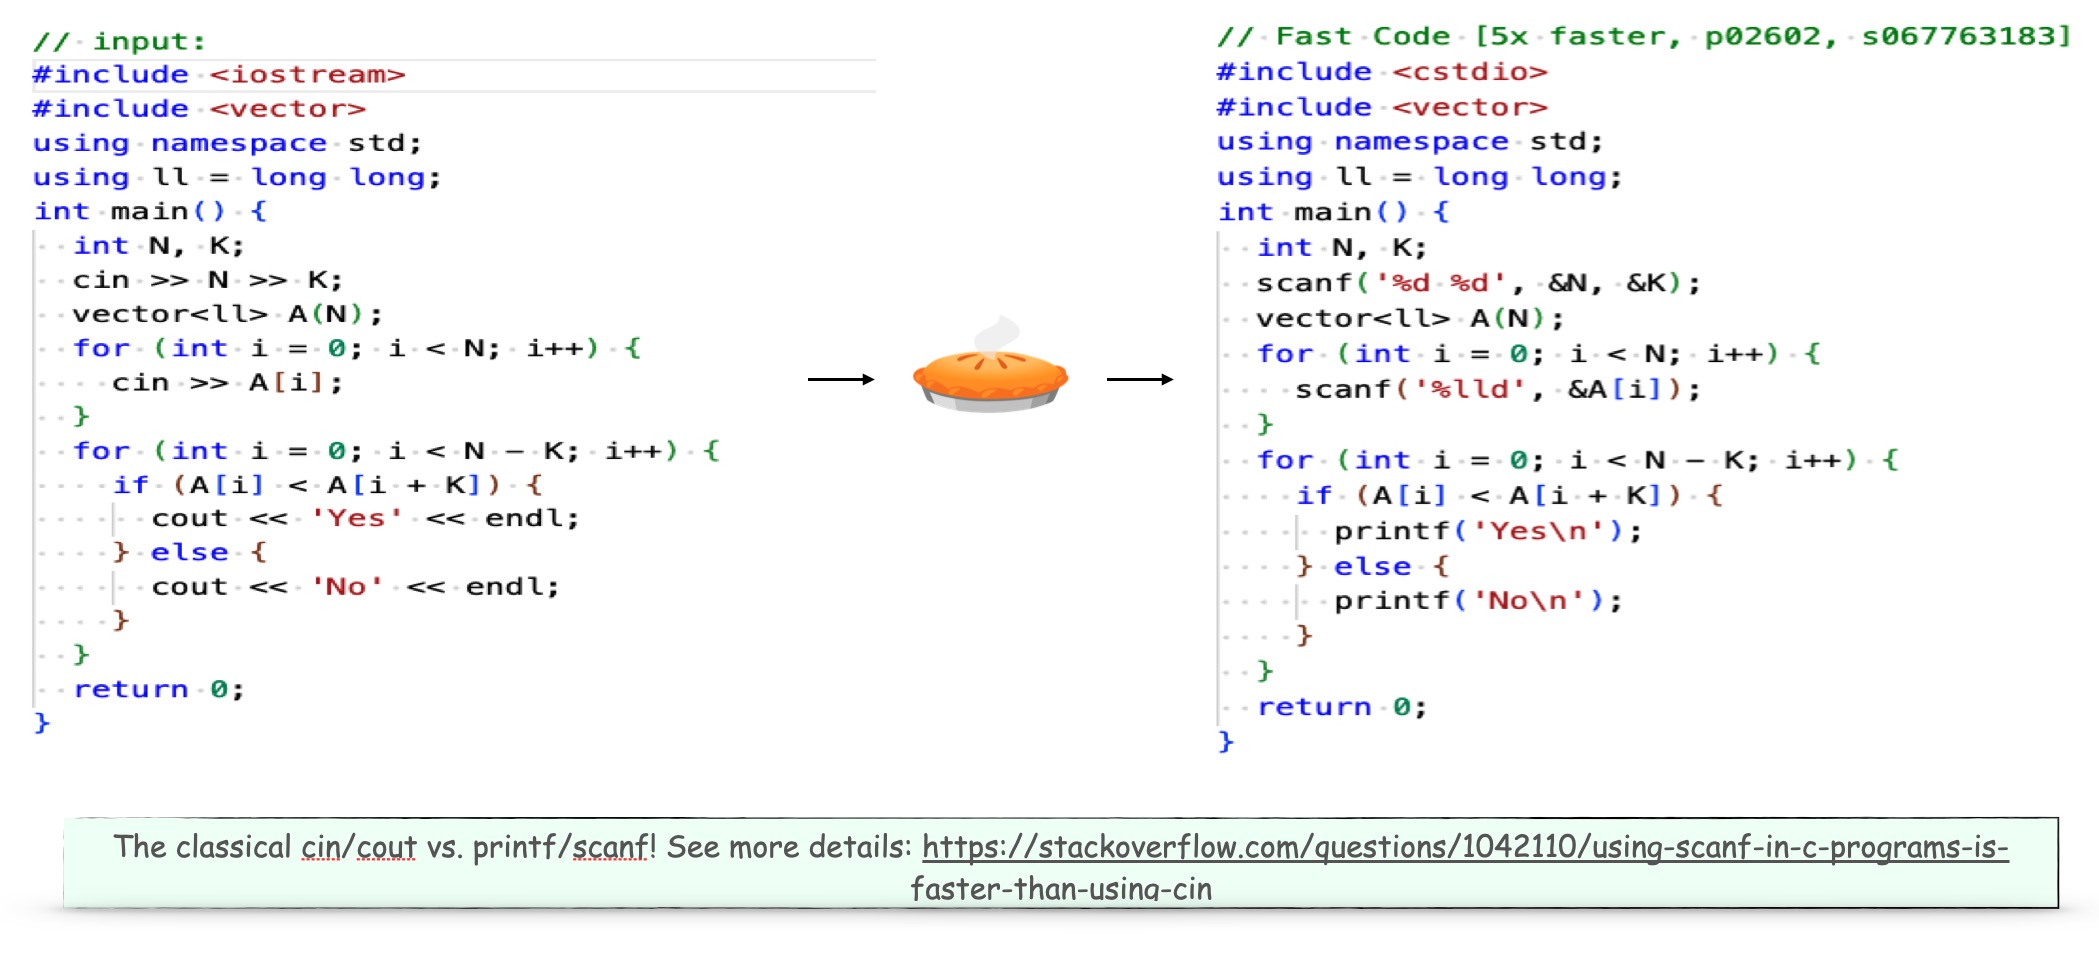 // input:
#include <iostream>
#include <vector>
using namespace std;
using ll = long long;
int main() {
  int N, K;
  cin >> N >> K;
  vector<ll> A(N);
  for (int i = 0; i < N; i++) {
    cin >> A[i];
  }
  for (int i = 0; i < N - K; i++) {
    if (A[i] < A[i + K]) {
      cout << 'Yes' << endl;
    } else {
      cout << 'No' << endl;
    }
  }
  return 0;
}
// Fast Code [5x faster, p02602, s067763183]
#include <cstdio>
#include <vector>
using namespace std;
using ll = long long;
int main() {
  int N, K;
  scanf('%d %d', &N, &K);
  vector<ll> A(N);
  for (int i = 0; i < N; i++) {
    scanf('%lld', &A[i]);
  }
  for (int i = 0; i < N - K; i++) {
    if (A[i] < A[i + K]) {
      printf('Yes\n');
    } else {
      printf('No\n');
    }
  }
  return 0;
}
The classical cin/cout vs. printf/scanf! See more details: https://stackoverflow.com/questions/1042110/using-scanf-in-c-programs-is-
faster-than-using-cin